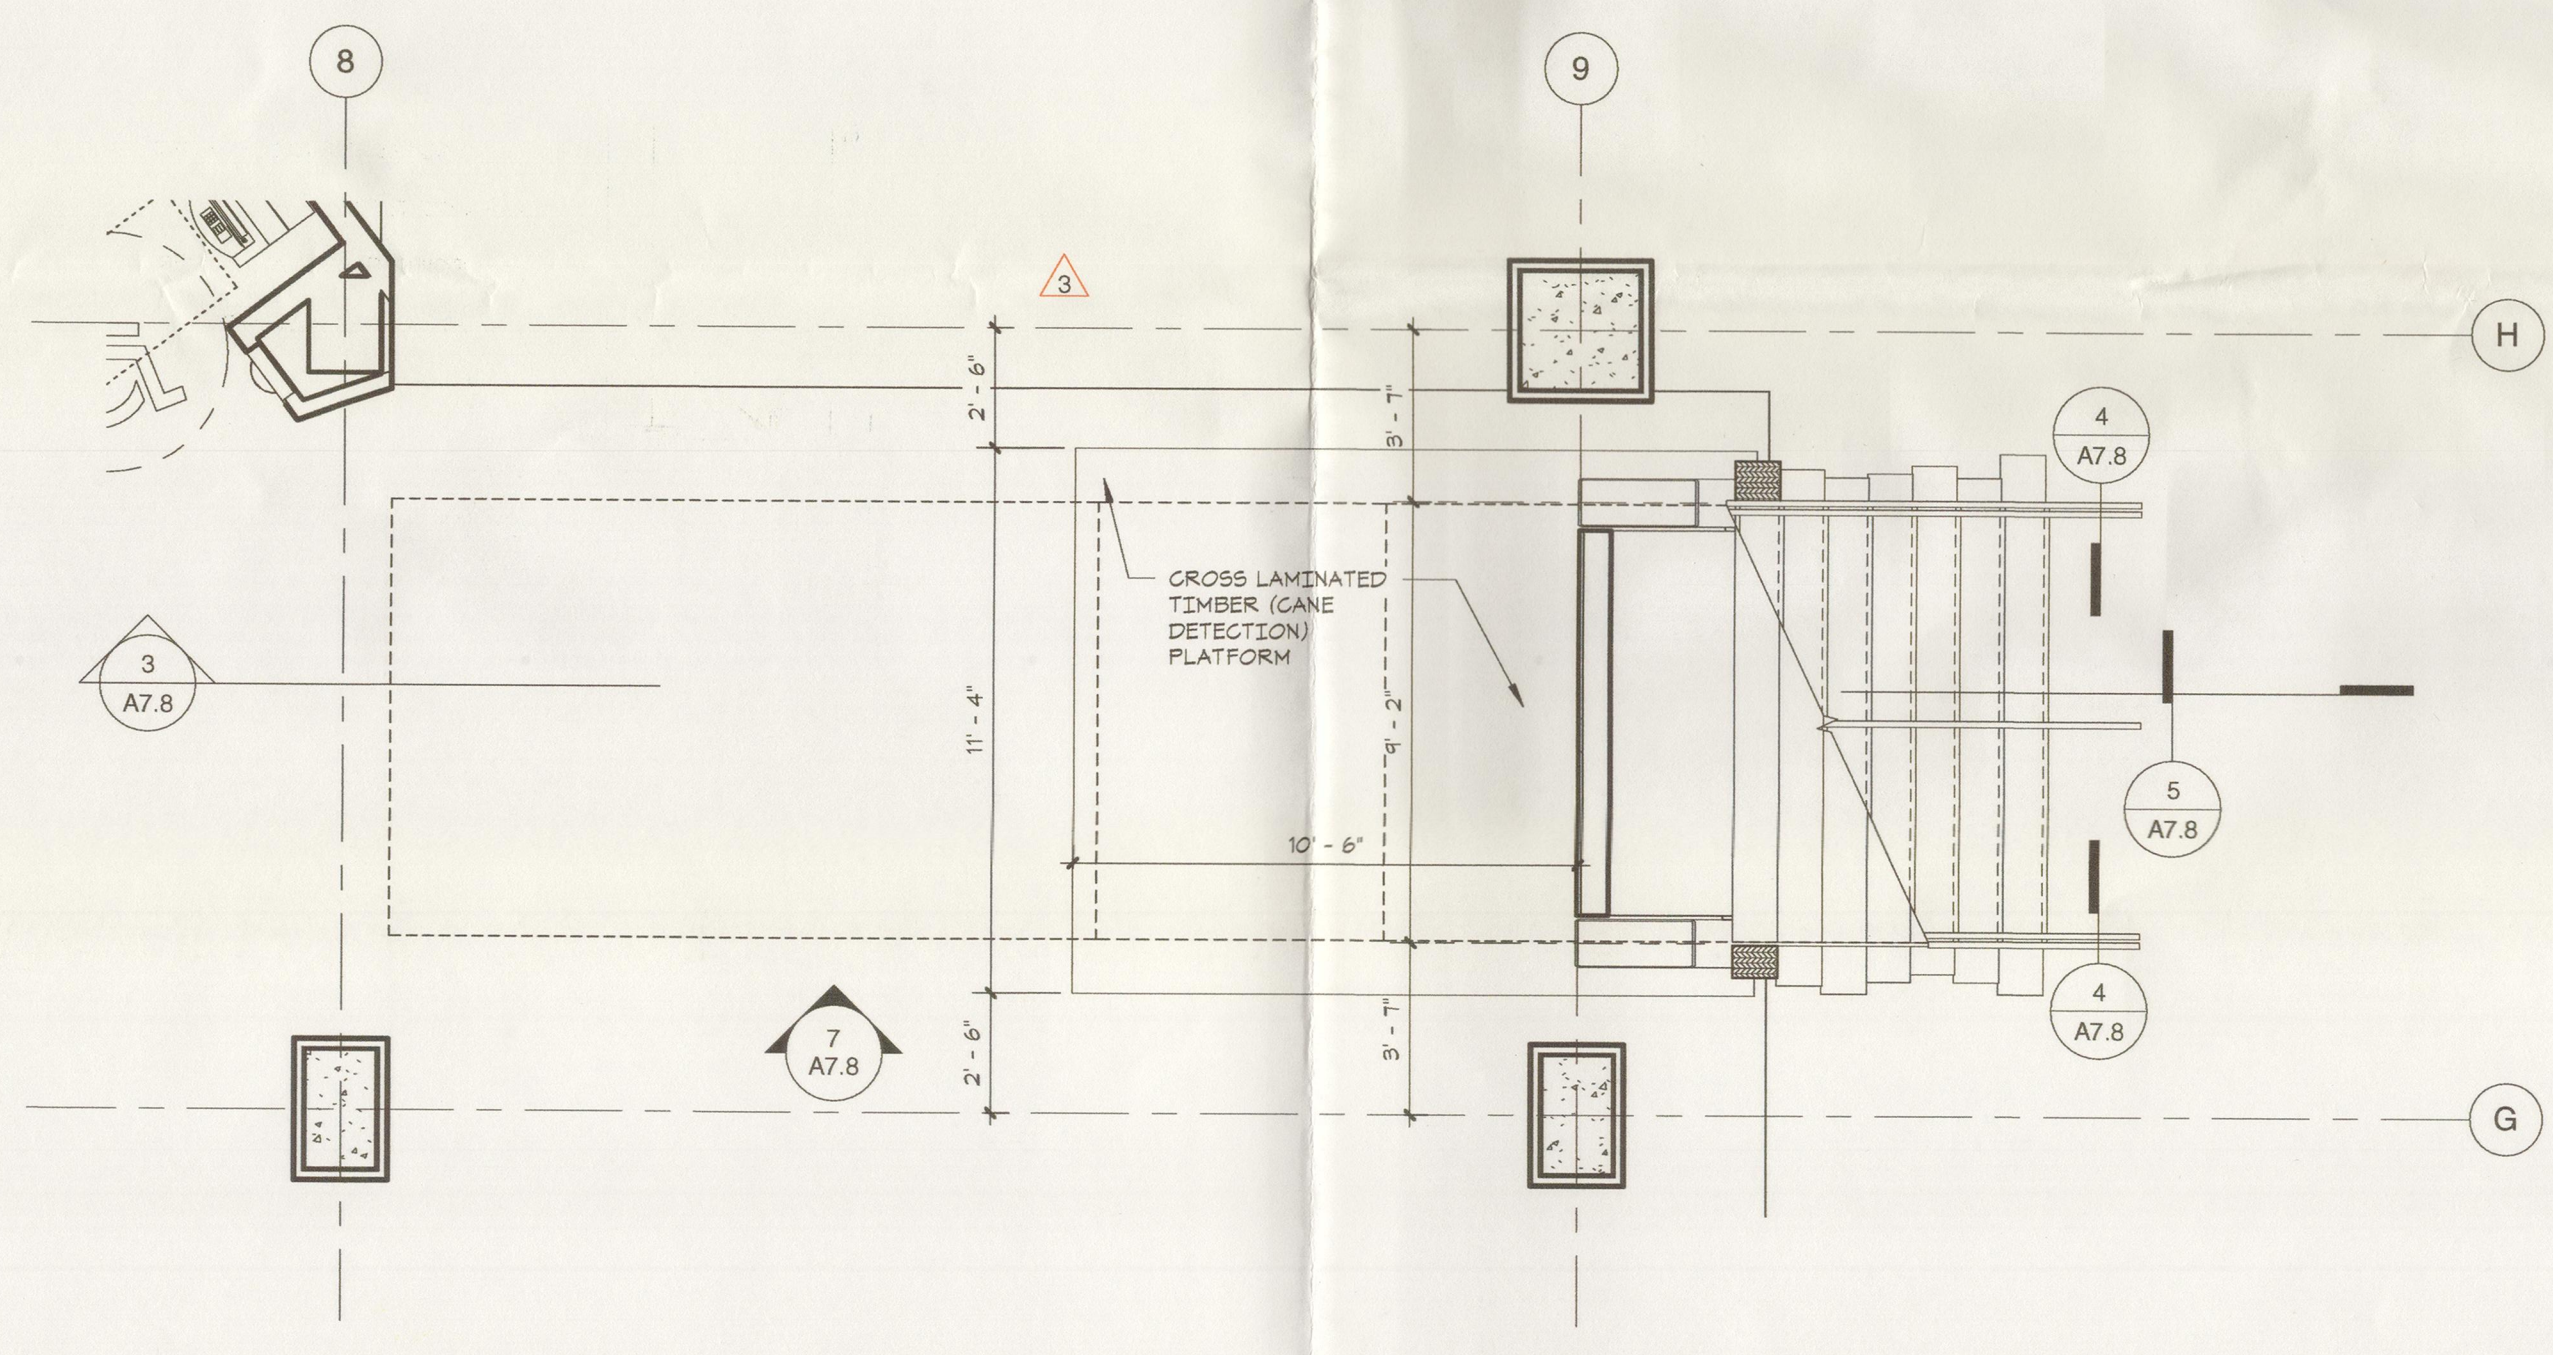 8
9
3
H
2' - 6"
3' - 7"
4
A7.8
CROSS LAMINATED
TIMBER (CANE
DETECTION)
PLATFORM
3
A7.8
11' - 4"
9' - 2"
5
A7.8
10' - 6"
4
A7.8
7
A7.8
2' - 6"
3' - 7"
G